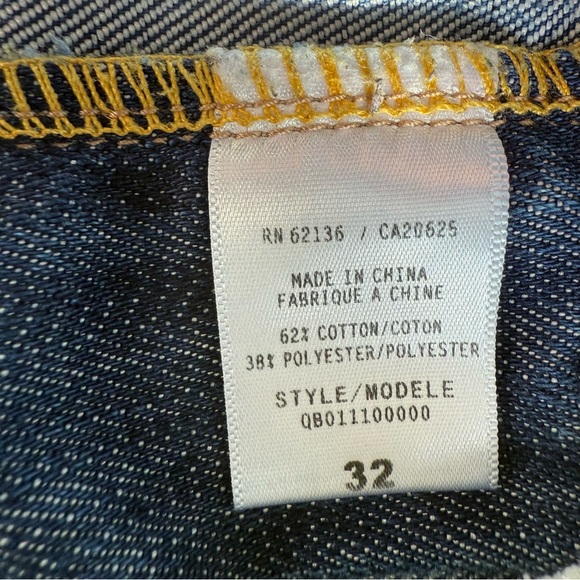 RN 62136 / CA20625
MADE IN CHINA
FABRIQUE A CHINE
62% COTTON/COTON
38% POLYESTER/POLYESTER
STYLE/MODELE
QB011100000
32